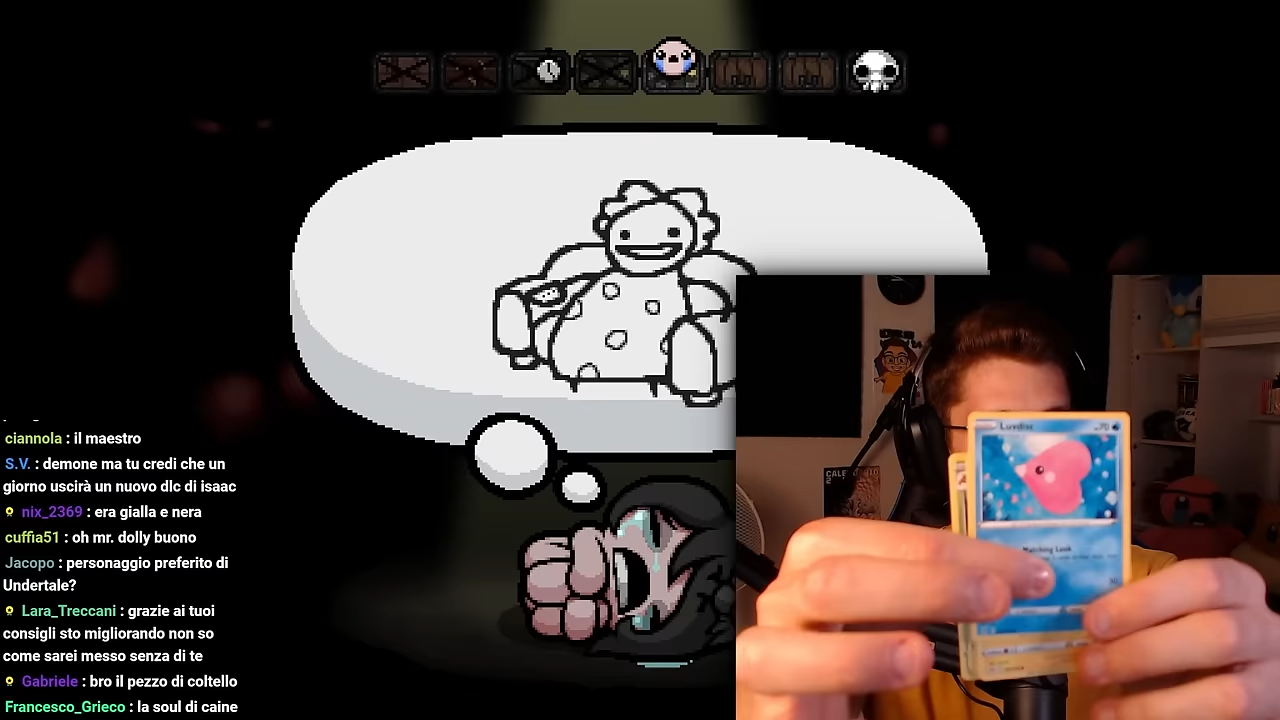 ciannola : il maestro
S.V. : demone ma tu credi che un
giorno uscirà un nuovo dlc di isaac
nix_2369 : era gialla e nera
cuffia51 : oh mr. dolly buono
Jacopo : personaggio preferito di
Undertale?
Lara_Treccani : grazie ai tuoi
consigli sto migliorando non so
come sarei messo senza di te
Gabriele : bro il pezzo di coltello
Francesco_Grieco : la soul di caine
Luvdisc
70
Matching Look